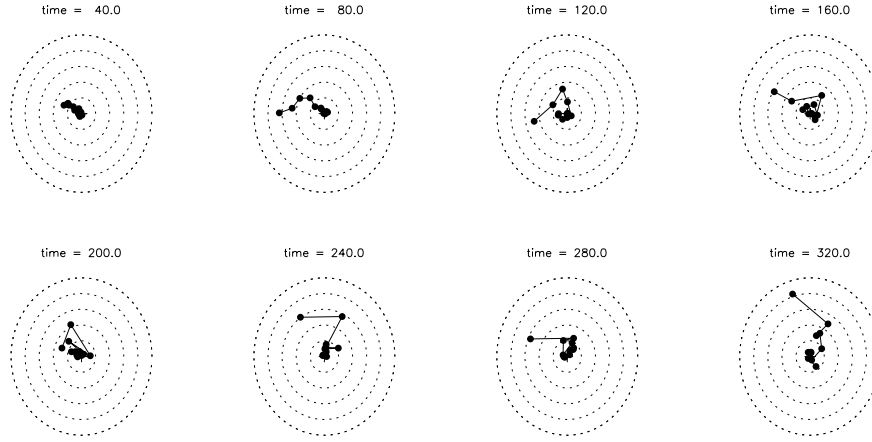 time =  40.0
time =  80.0
time = 120.0
time = 160.0
time = 200.0
time = 240.0
time = 280.0
time = 320.0